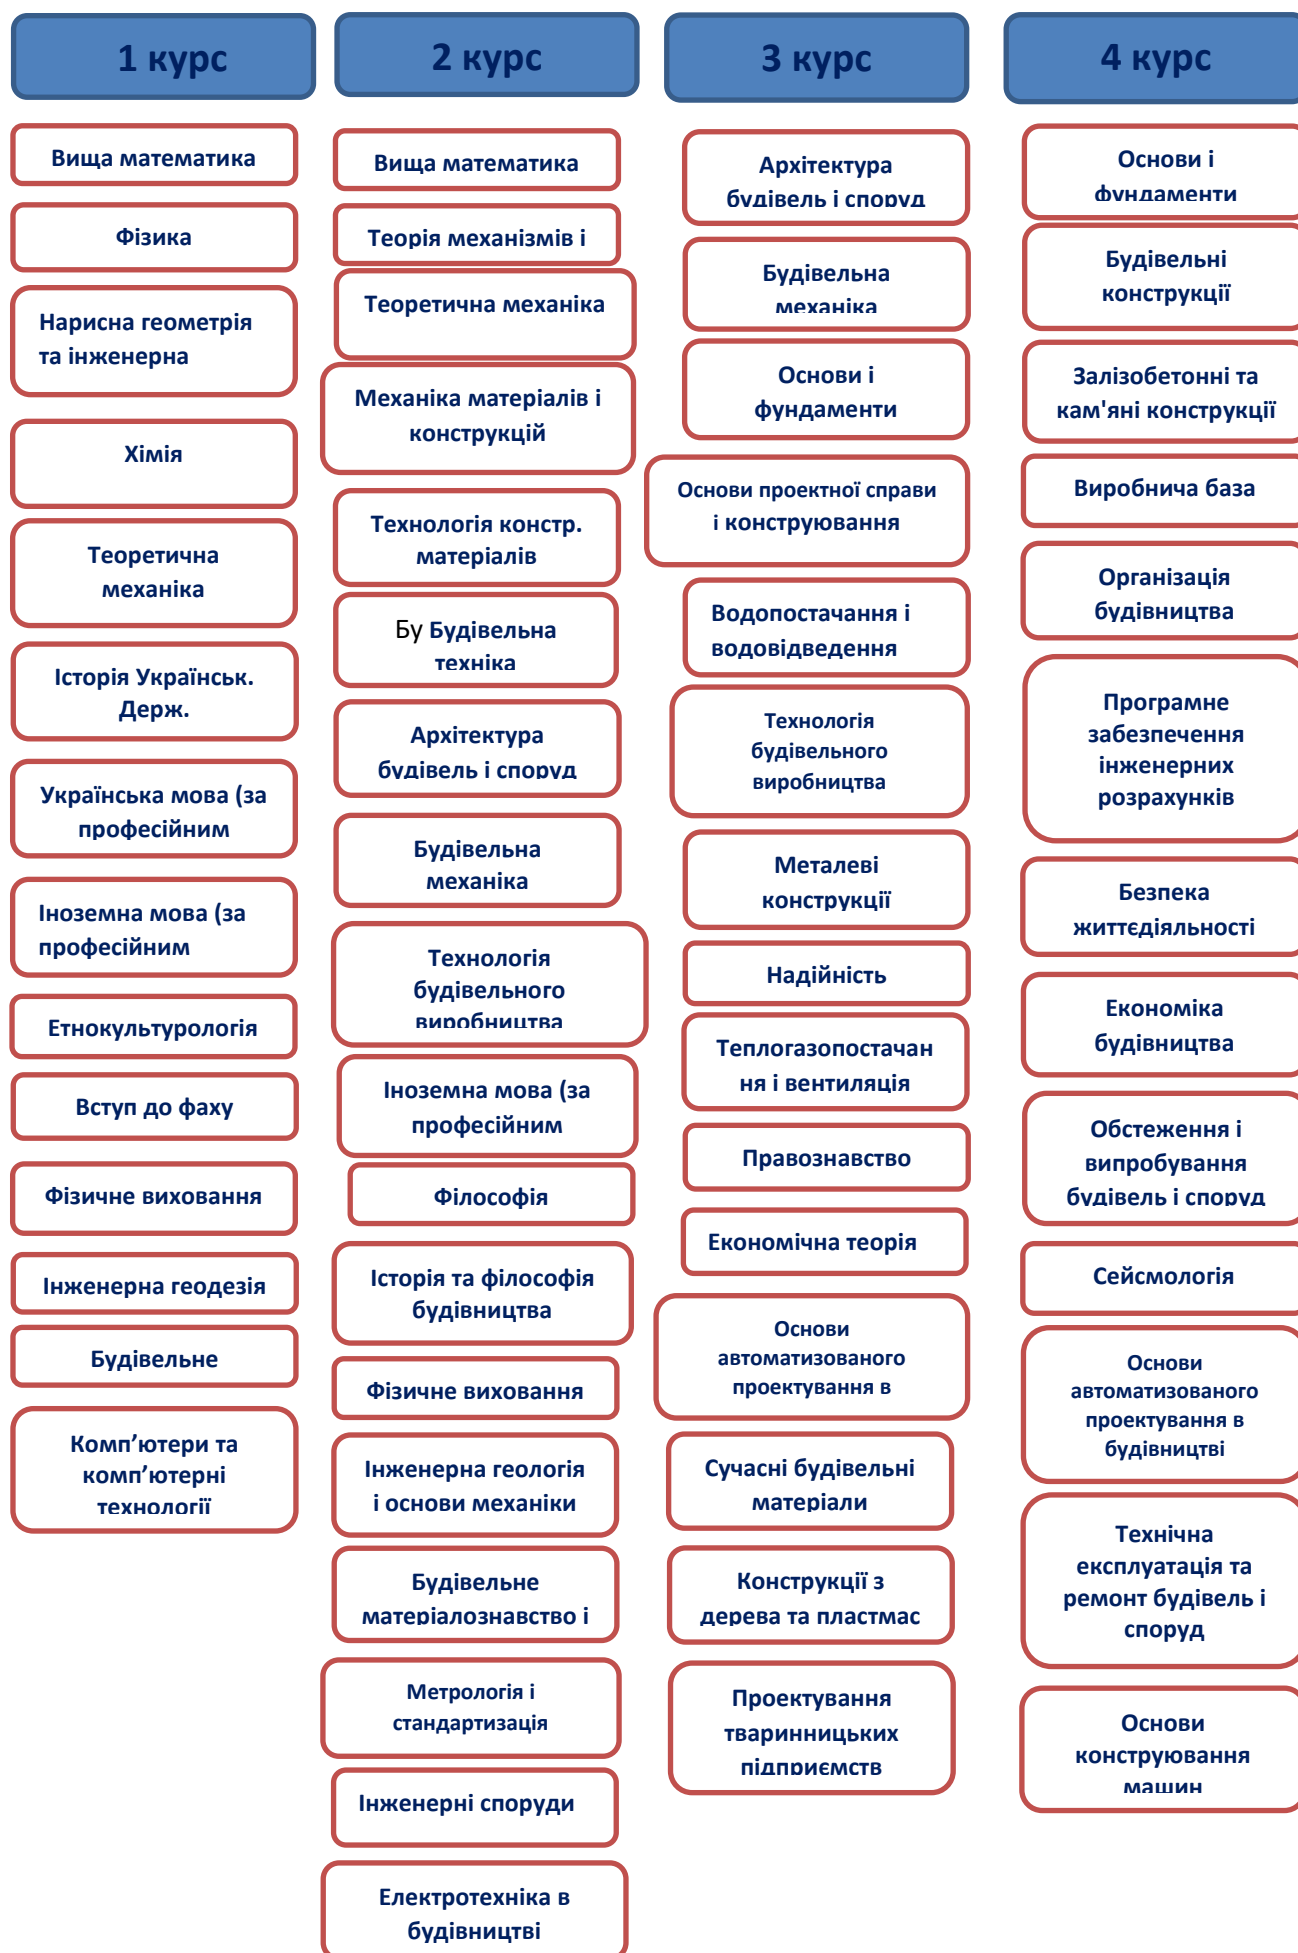 1 курс
Вища математика
Фізика
Нарисна геометрія
та інженерна
Хімія
Теоретична
механіка
Історія Українськ.
Держ.
Українська мова (за
професійним
Іноземна мова (за
професійним
Етнокультурологія
Вступ до фаху
Фізичне виховання
Інженерна геодезія
Будівельне
Комп’ютери та
комп’ютерні
технології
2 курс
Вища математика
Теорія механізмів і
Теоретична механіка
Механіка матеріалів і
конструкцій
Технологія констр.
матеріалів
Бу Будівельна
техніка
Архітектура
будівель і споруд
Будівельна
механіка
Технологія
будівельного
виробництва
Іноземна мова (за
професійним
Філософія
Історія та філософія
будівництва
Фізичне виховання
Інженерна геологія
і основи механіки
Будівельне
матеріалознавство і
Метрологія і
стандартизація
Інженерні споруди
Електротехніка в
будівництві
3 курс
Архітектура
будівель і споруд
Будівельна
механіка
Основи і
фундаменти
Основи проектної справи
і конструювання
Водопостачання і
водовідведення
Технологія
будівельного
виробництва
Металеві
конструкції
Надійність
Теплогазопостачан
ня і вентиляція
Правознавство
Економічна теорія
Основи
автоматизованого
проектування в
Сучасні будівельні
матеріали
Конструкції з
дерева та пластмас
Проектування
тваринницьких
підприємств
4 курс
Основи і
фундаменти
Будівельні
конструкції
Залізобетонні та
кам'яні конструкції
Виробнича база
Організація
будівництва
Програмне
забезпечення
інженерних
розрахунків
Безпека
життєдіяльності
Економіка
будівництва
Обстеження і
випробування
будівель і споруд
Сейсмологія
Основи
автоматизованого
проектування в
будівництві
Технічна
експлуатація та
ремонт будівель і
споруд
Основи
конструювання
машин